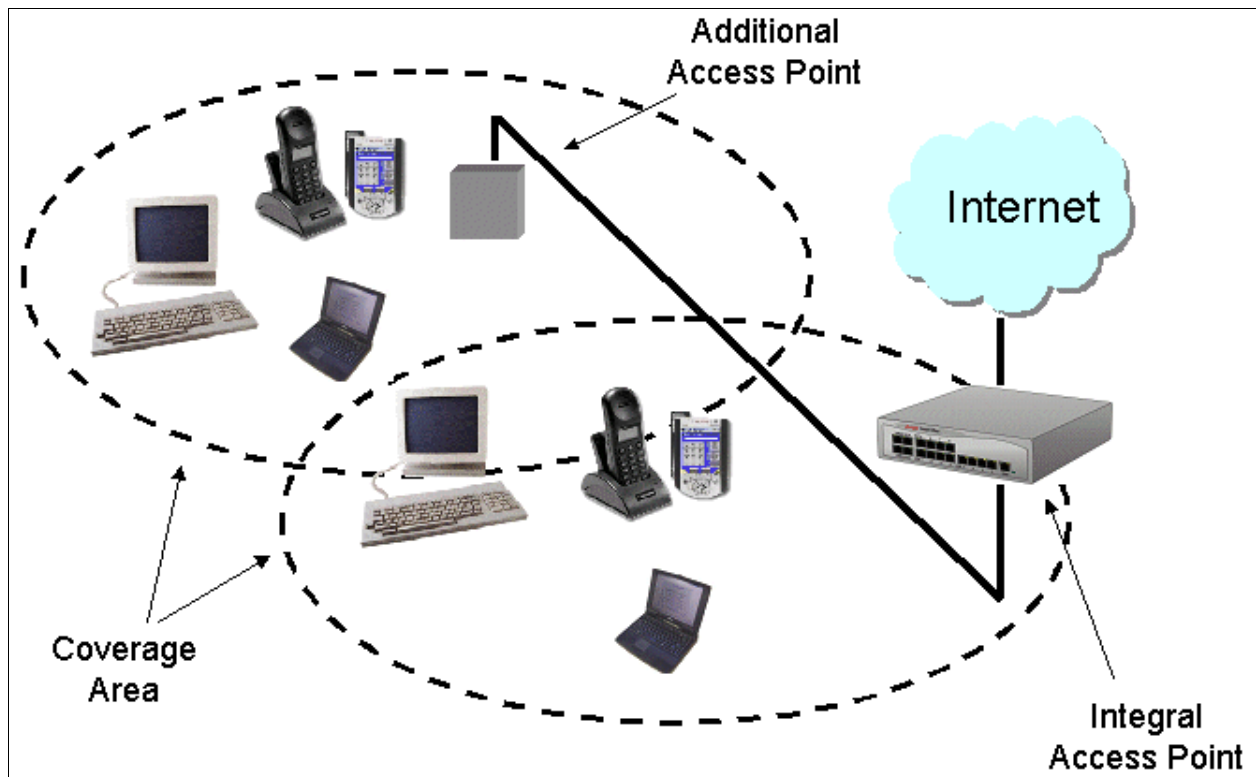 Additional
Access Point
Internet
Coverage
Area
Integral
Access Point